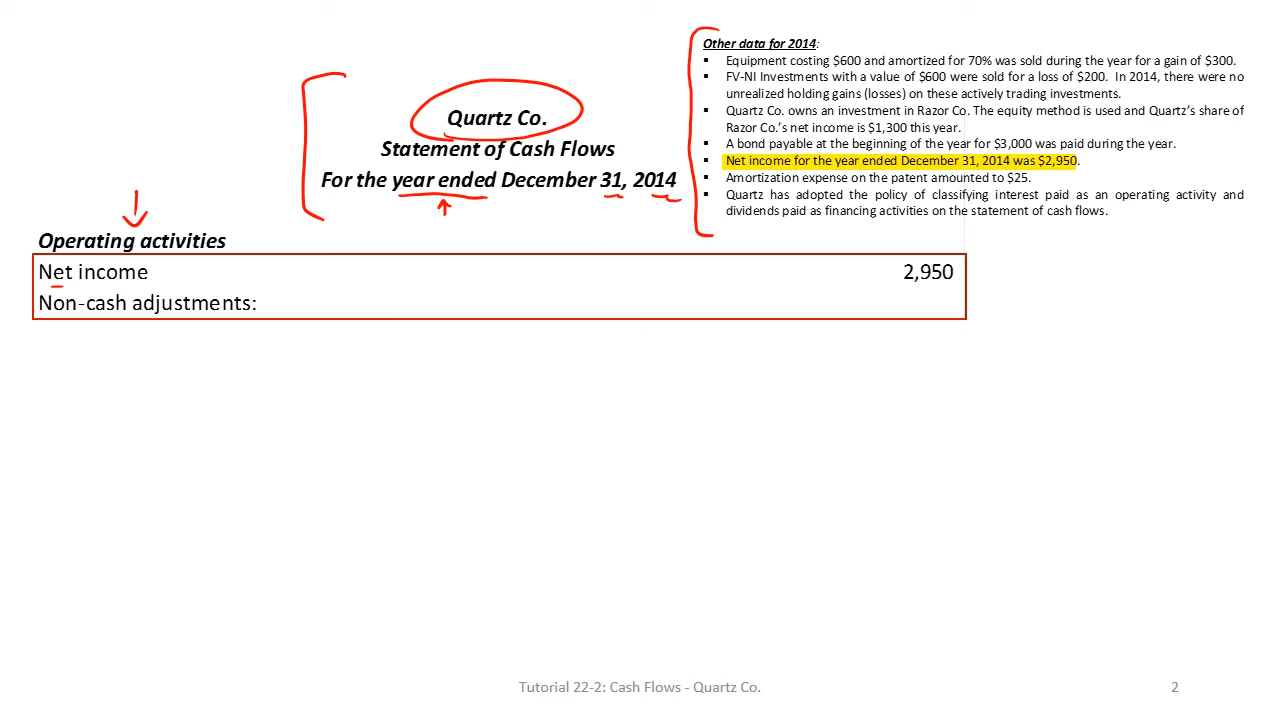 Other data for 2014:
▪ Equipment costing $600 and amortized for 70% was sold during the year for a gain of $300.
▪ FV-NI Investments with a value of $600 were sold for a loss of $200. In 2014, there were no
unrealized holding gains (losses) on these actively trading investments.
▪ Quartz Co. owns an investment in Razor Co. The equity method is used and Quartz's share of
Razor Co.'s net income is $1,300 this year.
▪ A bond payable at the beginning of the year for $3,000 was paid during the year.
▪ Net income for the year ended December 31, 2014 was $2,950.
▪ Amortization expense on the patent amounted to $25.
▪ Quartz has adopted the policy of classifying interest paid as an operating activity and
dividends paid as financing activities on the statement of cash flows.
Quartz Co.
Statement of Cash Flows
For the year ended December 31, 2014
Operating activities
Net income 2,950
Non-cash adjustments:
Tutorial 22-2: Cash Flows - Quartz Co.
2